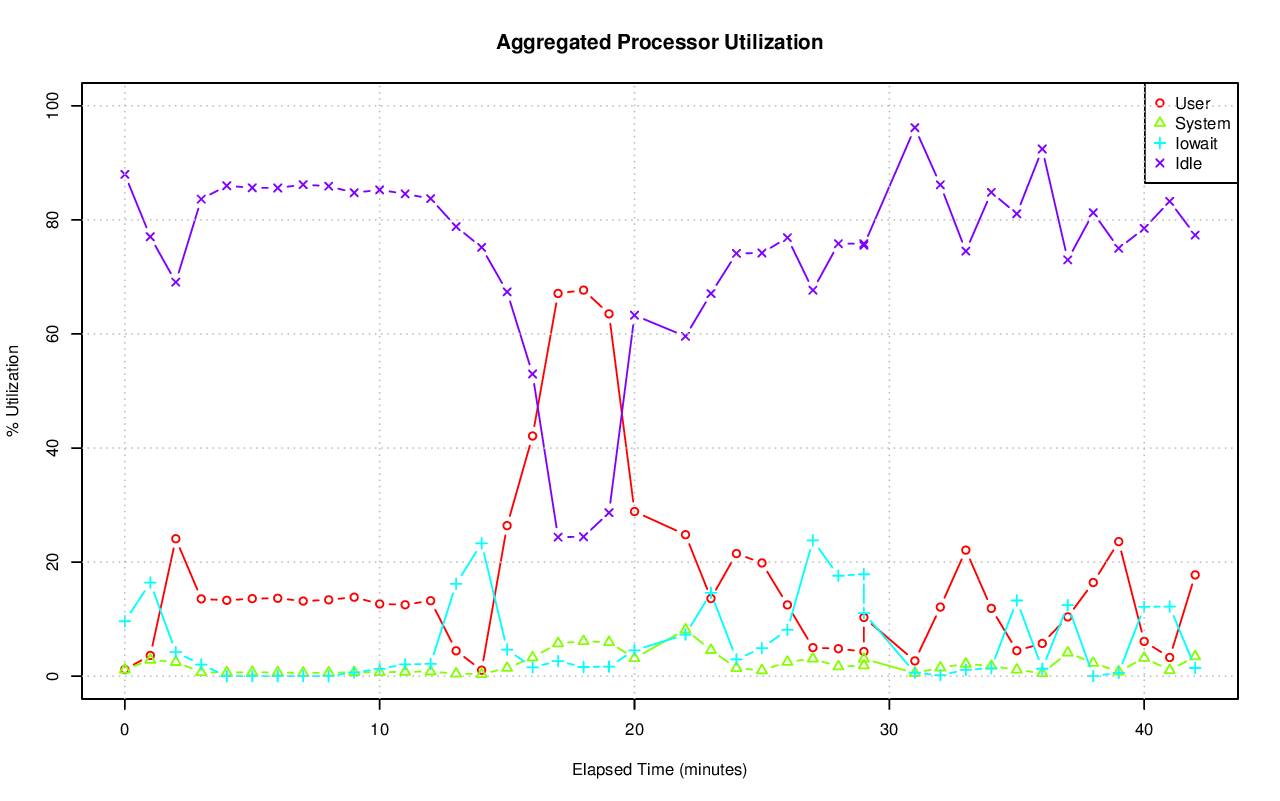 Aggregated Processor Utilization
User
System
Iowait
Idle
% Utilization
100
80
60
40
20
0
0 10 20 30 40
Elapsed Time (minutes)